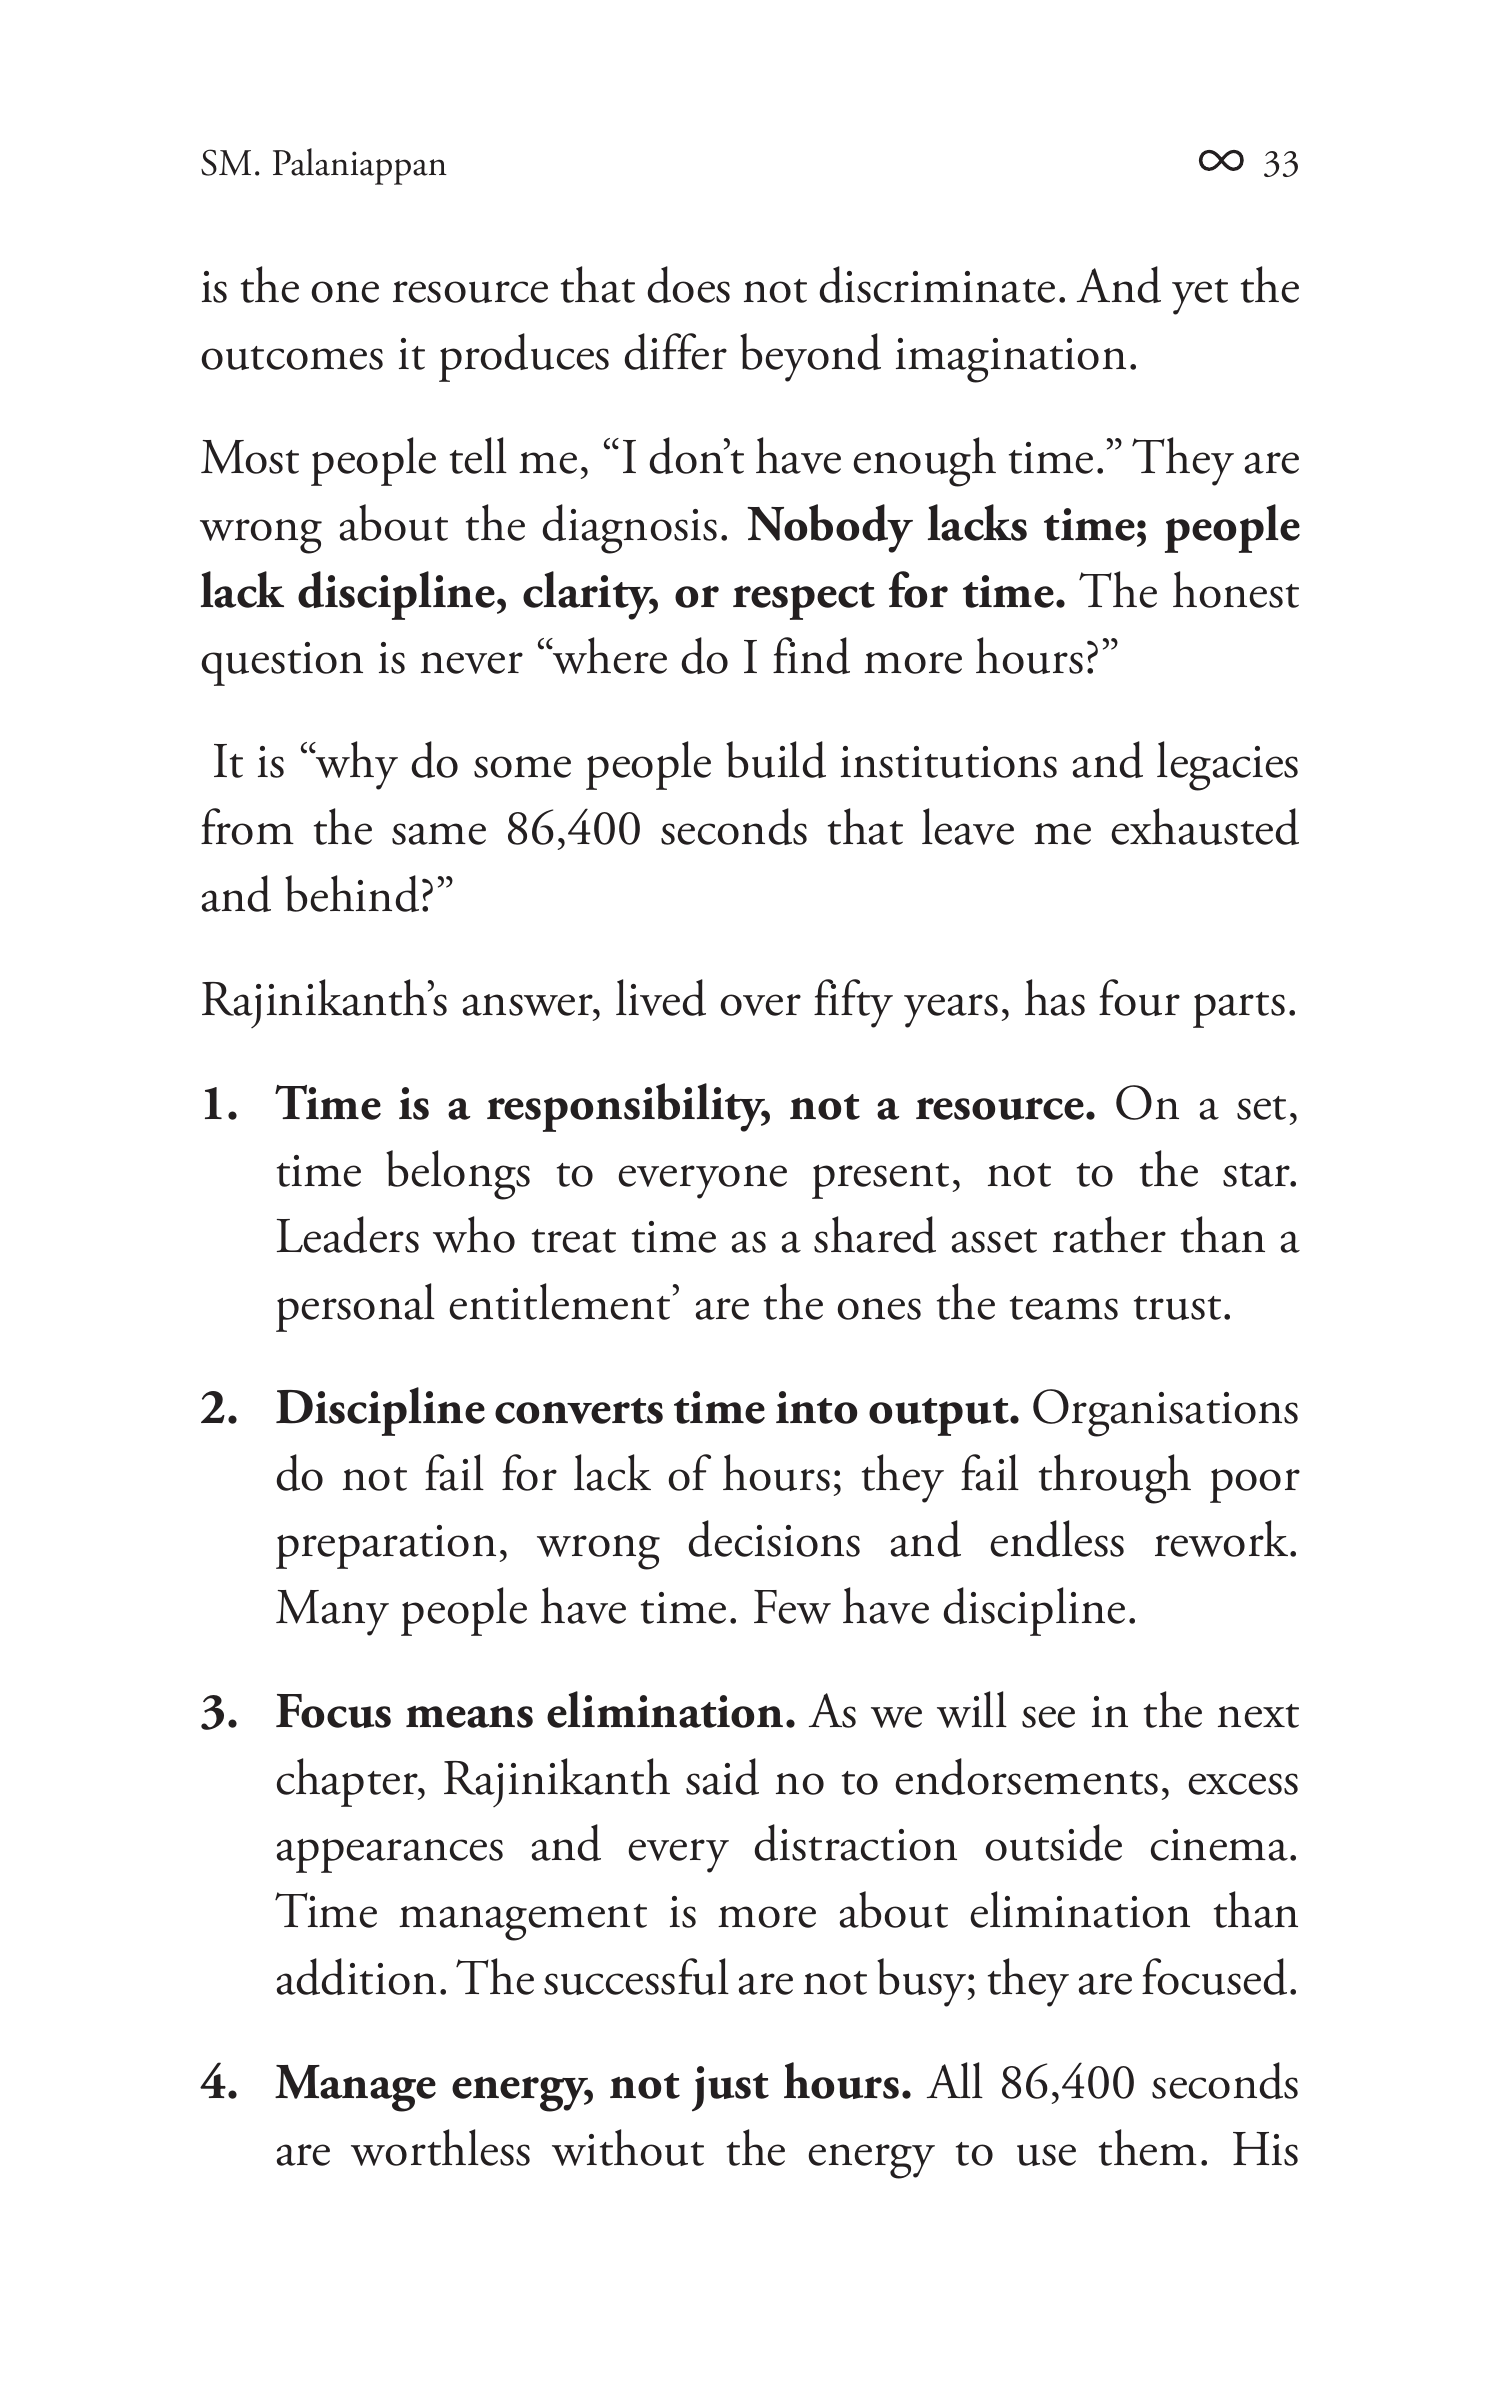 SM. Palaniappan ∞ 33
is the one resource that does not discriminate. And yet the
outcomes it produces differ beyond imagination.
Most people tell me, “I don’t have enough time.” They are
wrong about the diagnosis. Nobody lacks time; people
lack discipline, clarity, or respect for time. The honest
question is never “where do I find more hours?”
It is “why do some people build institutions and legacies
from the same 86,400 seconds that leave me exhausted
and behind?”
Rajinikanth’s answer, lived over fifty years, has four parts.
1. Time is a responsibility, not a resource. On a set,
time belongs to everyone present, not to the star.
Leaders who treat time as a shared asset rather than a
personal entitlement’ are the ones the teams trust.
2. Discipline converts time into output. Organisations
do not fail for lack of hours; they fail through poor
preparation, wrong decisions and endless rework.
Many people have time. Few have discipline.
3. Focus means elimination. As we will see in the next
chapter, Rajinikanth said no to endorsements, excess
appearances and every distraction outside cinema.
Time management is more about elimination than
addition. The successful are not busy; they are focused.
4. Manage energy, not just hours. All 86,400 seconds
are worthless without the energy to use them. His